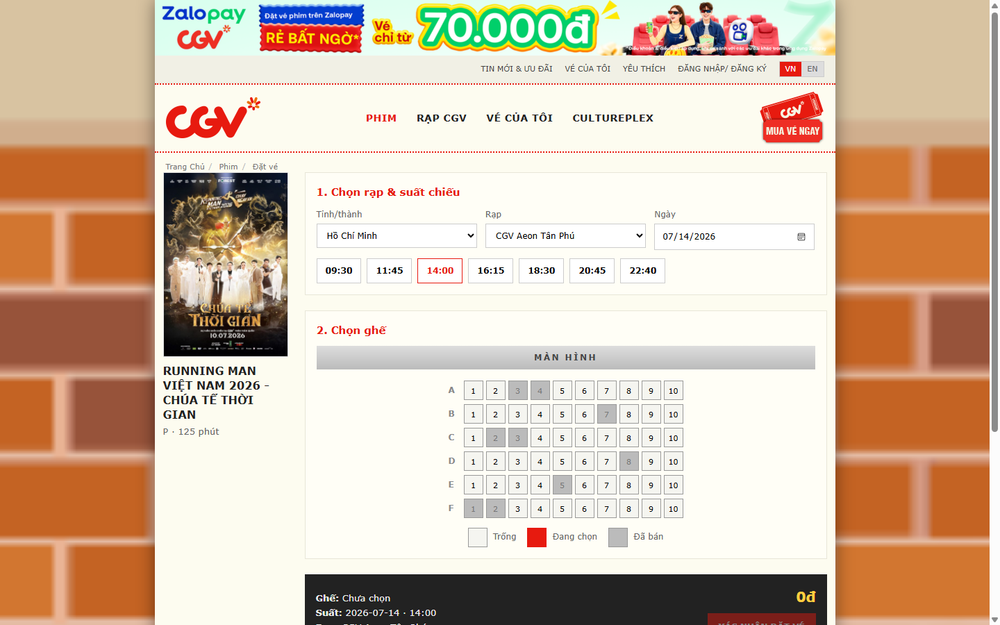 Zalopay
CGV
Đặt vé phim trên Zalopay
RẺ BẤT NGỜ*
Vé chỉ từ
70.000đ
TIN MỚI & ƯU ĐÃI VÉ CỦA TÔI YÊU THÍCH ĐĂNG NHẬP/ ĐĂNG KÝ VN EN
CGV
PHIM RẠP CGV VÉ CỦA TÔI CULTUREPLEX
CGV
MUA VÉ NGAY
Trang Chủ / Phim / Đặt vé
RUNNING MAN
CHÚA TỂ
THỜI GIAN
10.07.2026
RUNNING MAN
VIỆT NAM 2026 -
CHÚA TỂ THỜI
GIAN
P · 125 phút
1. Chọn rạp & suất chiếu
Tỉnh/thành Rạp Ngày
Hồ Chí Minh CGV Aeon Tân Phú 07/14/2026
09:30 11:45 14:00 16:15 18:30 20:45 22:40
2. Chọn ghế
MÀN HÌNH
A 1 2 3 4 5 6 7 8 9 10
B 1 2 3 4 5 6 7 8 9 10
C 1 2 3 4 5 6 7 8 9 10
D 1 2 3 4 5 6 7 8 9 10
E 1 2 3 4 5 6 7 8 9 10
F 1 2 3 4 5 6 7 8 9 10
Trống Đang chọn Đã bán
Ghế: Chưa chọn
0đ
Suất: 2026-07-14 · 14:00